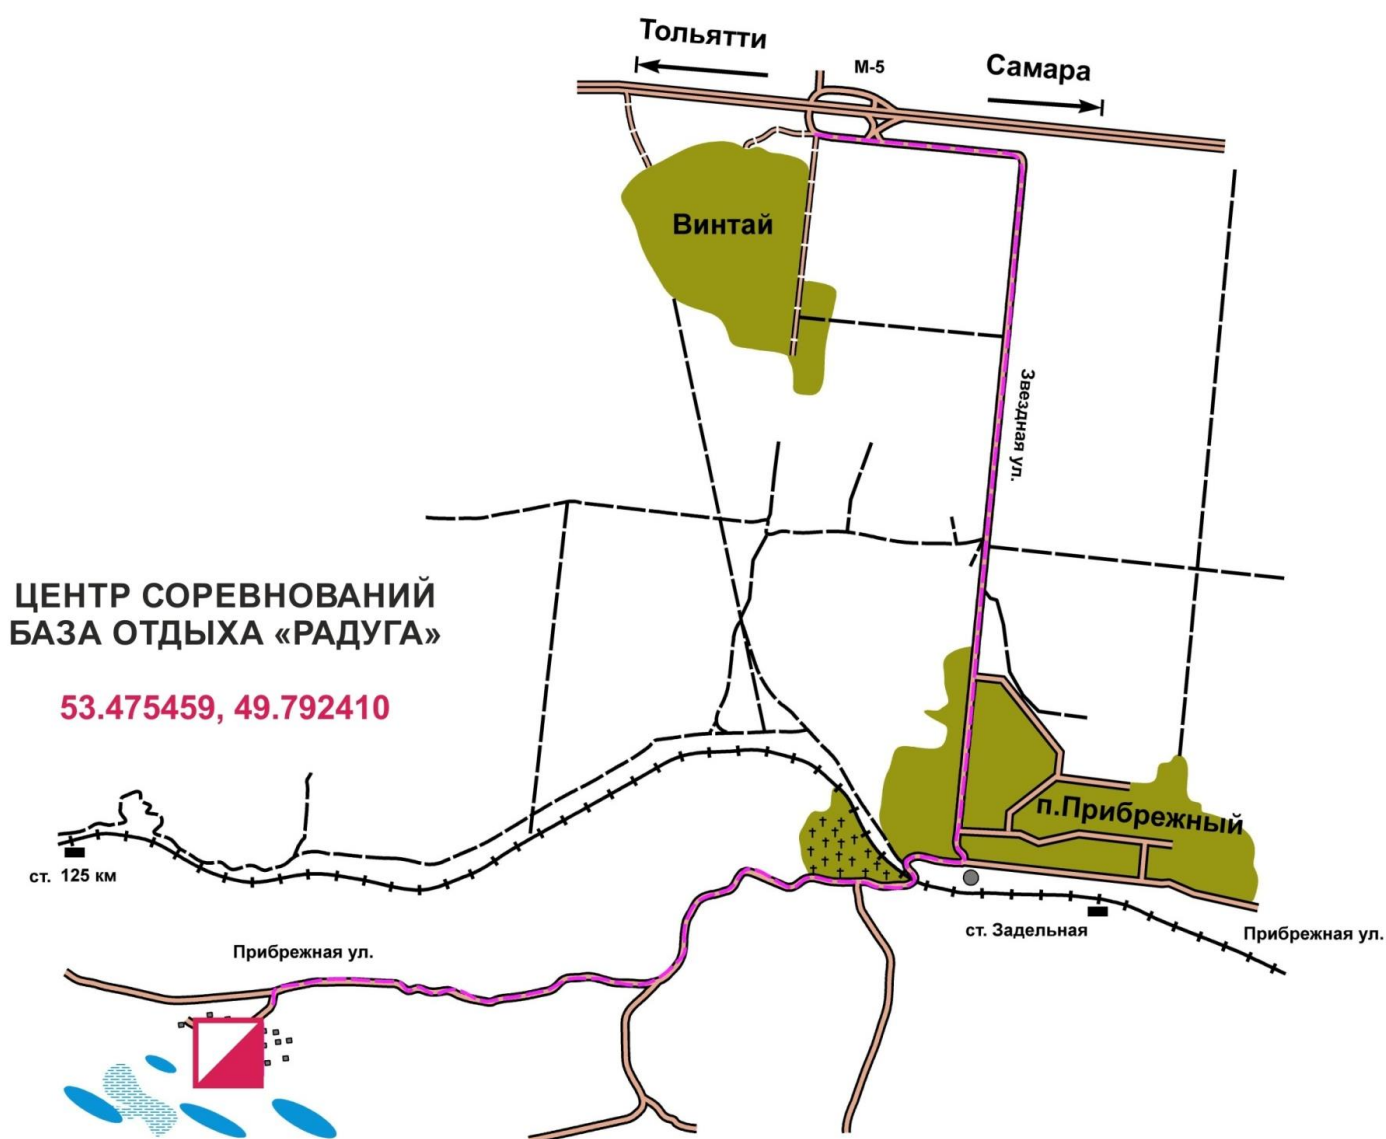 Тольятти
М-5
Самара
Винтай
Звездная ул.
ЦЕНТР СОРЕВНОВАНИЙ
БАЗА ОТДЫХА «РАДУГА»
53.475459, 49.792410
п.Прибрежный
ст. 125 км
ст. Задельная
Прибрежная ул.
Прибрежная ул.